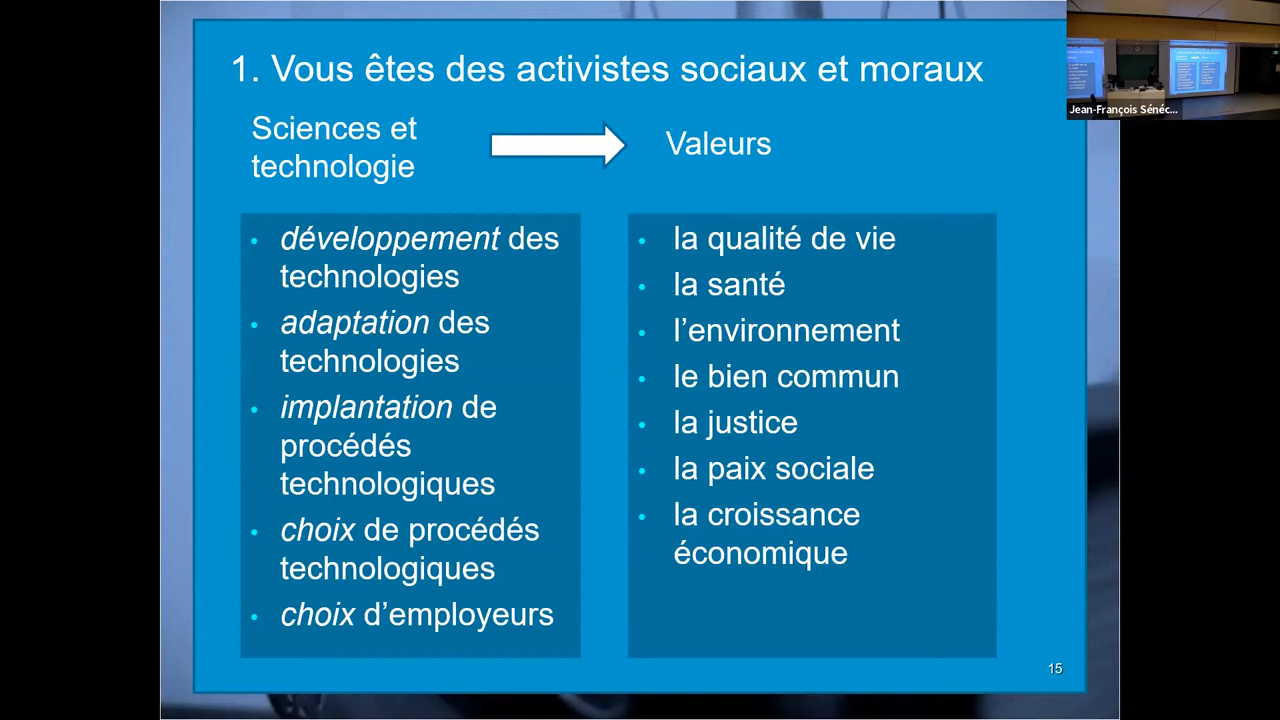 1. Vous êtes des activistes sociaux et moraux
Sciences et
technologie
Valeurs
• développement des
technologies
• adaptation des
technologies
• implantation de
procédés
technologiques
• choix de procédés
technologiques
• choix d’employeurs
• la qualité de vie
• la santé
• l’environnement
• le bien commun
• la justice
• la paix sociale
• la croissance
économique
15
Jean-François Sénéc...